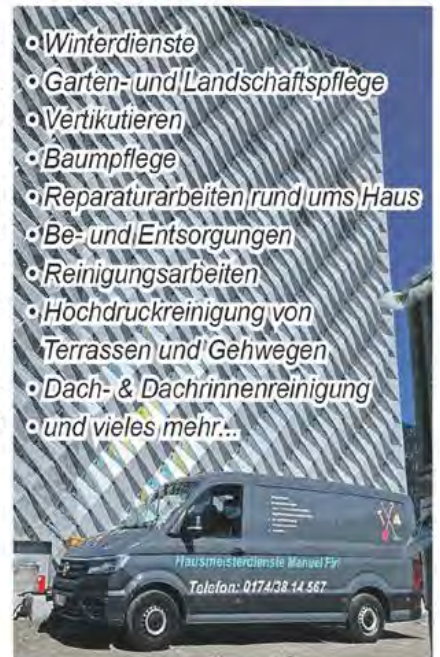 • Winterdienste
• Garten- und Landschaftspflege
• Vertikutieren
• Baumpflege
• Reparaturarbeiten rund ums Haus
• Be- und Entsorgungen
• Reinigungsarbeiten
• Hochdruckreinigung von
Terrassen und Gehwegen
• Dach- & Dachrinnenreinigung
• und vieles mehr...
Hausmeisterdienste Manuel
Telefon: 0174/38 14 567